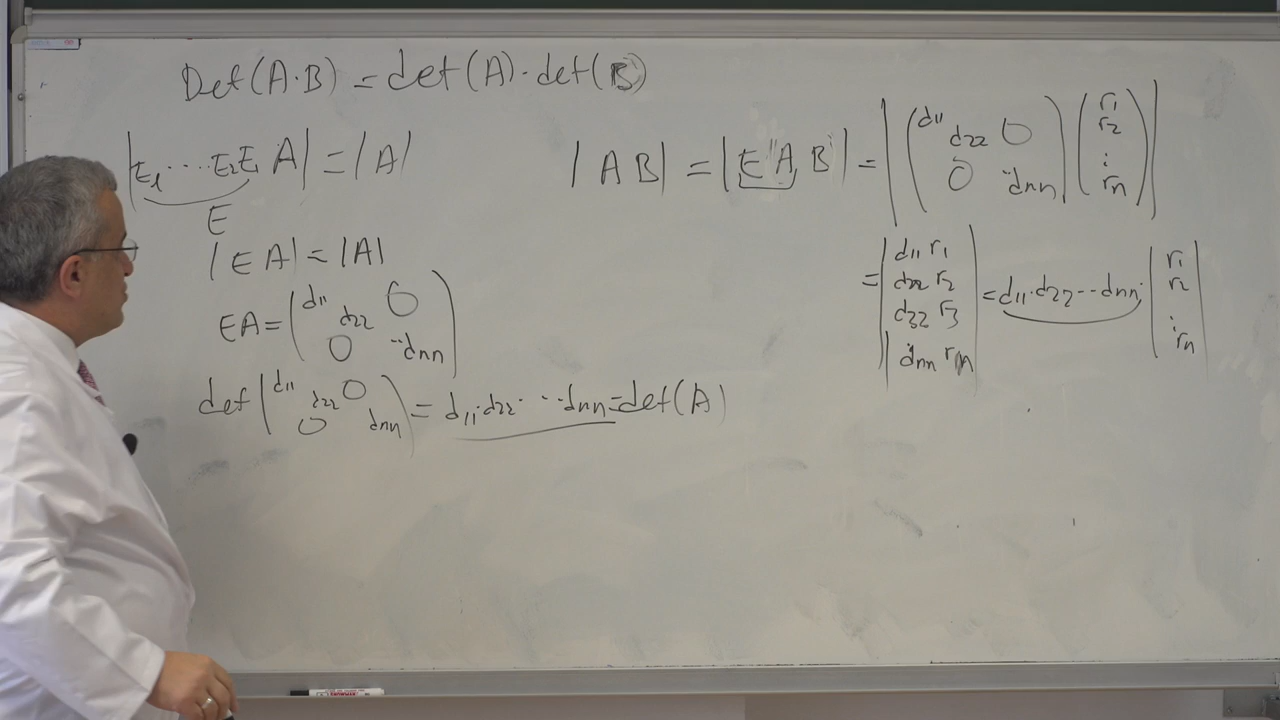 Det(A·B) = det(A)·det(B)
|E₁ ····· E₂E₁ A| = |A|
E
|EA| = |A|
EA = (d₁₁ d₂₂ 0 0 ··dₙₙ)
det(d₁₁ d₂₂ 0 0 dₙₙ) = d₁₁·d₂₂· ··dₙₙ = det(A)
|AB| = |E A B| = |(d₁₁ d₂₂ 0 0 ··dₙₙ)(r₁ r₂ : rₙ)|
= |d₁₁ r₁
d₂₂ r₂
d₃₃ r₃
dₙₙ rₙ| = d₁₁·d₂₂···dₙₙ · |r₁ r₂ : rₙ|